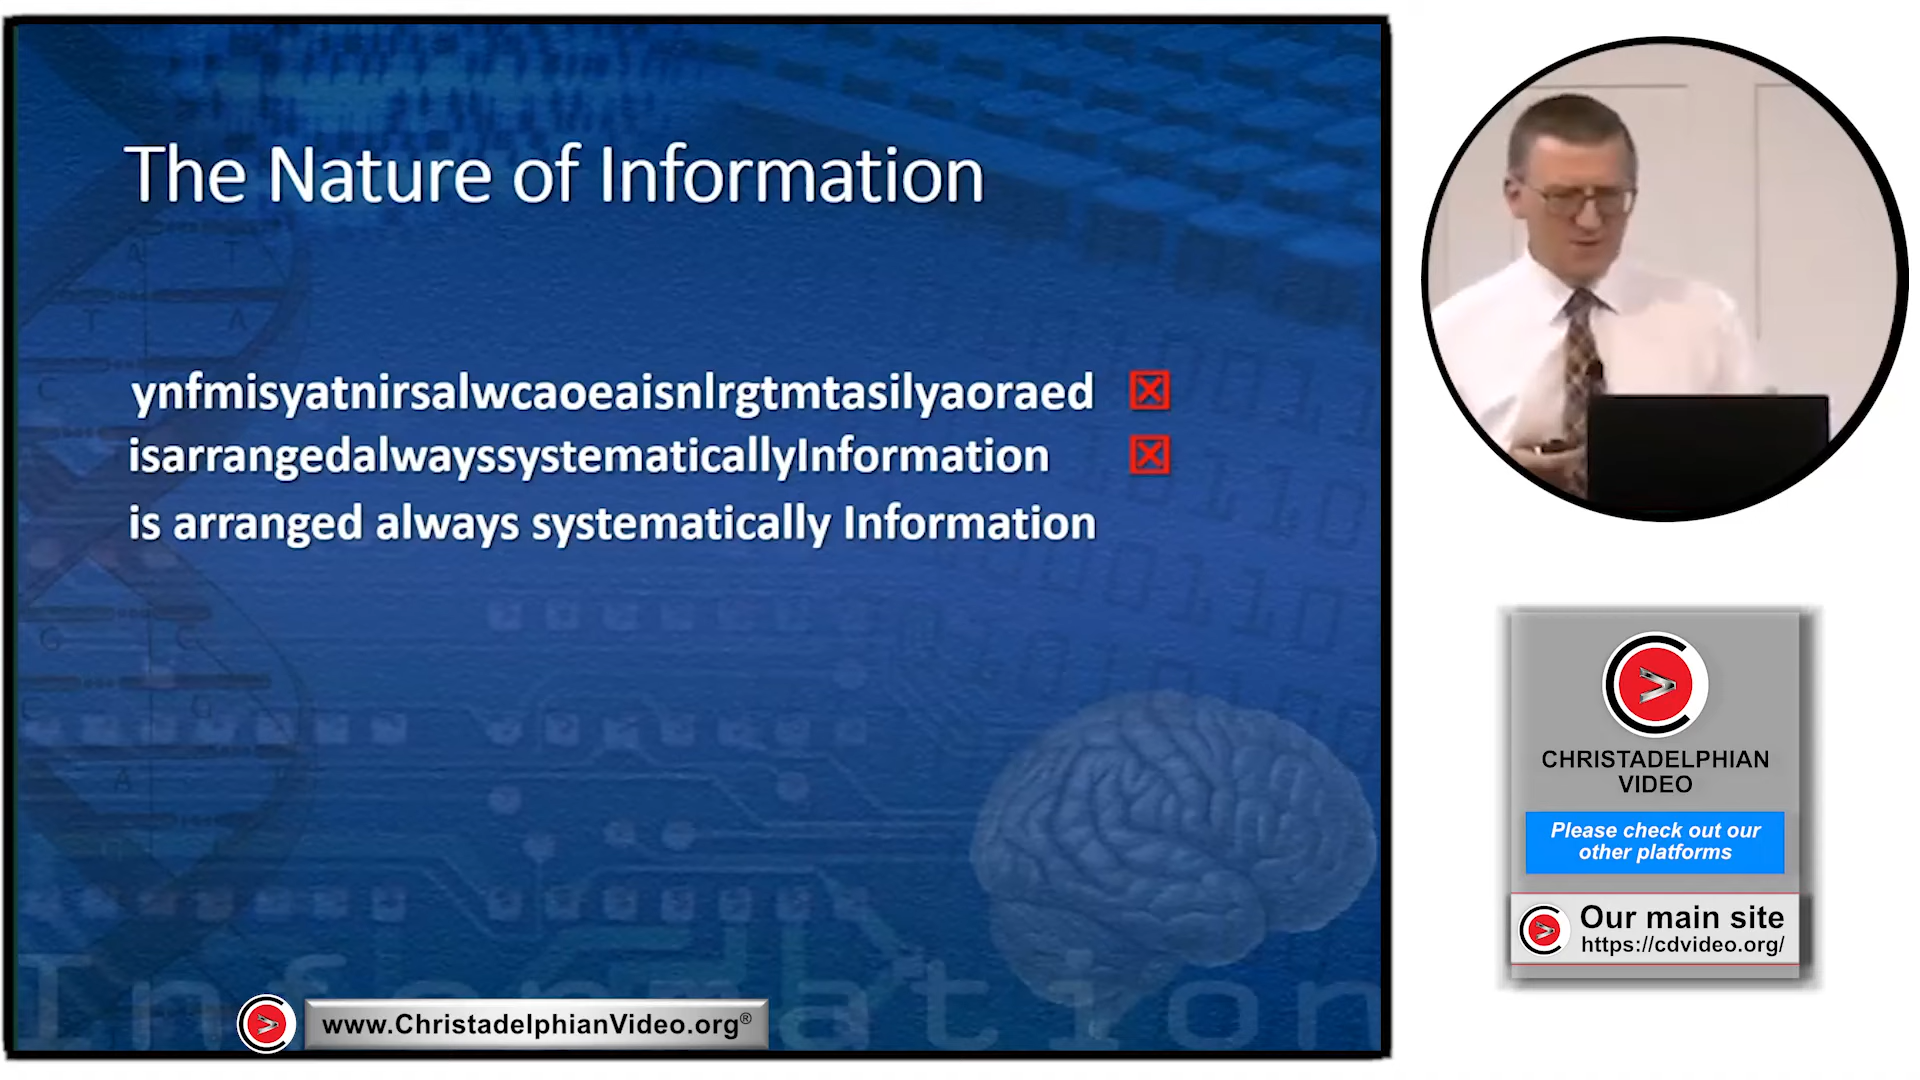 The Nature of Information
ynfmisyatnirsalwcaoeaisnlrgtmtasilyaoraed
isarrangedalwayssystematicallyInformation
is arranged always systematically Information
Information
www.ChristadelphianVideo.org®
CHRISTADELPHIAN
VIDEO
Please check out our
other platforms
Our main site
https://cdvideo.org/